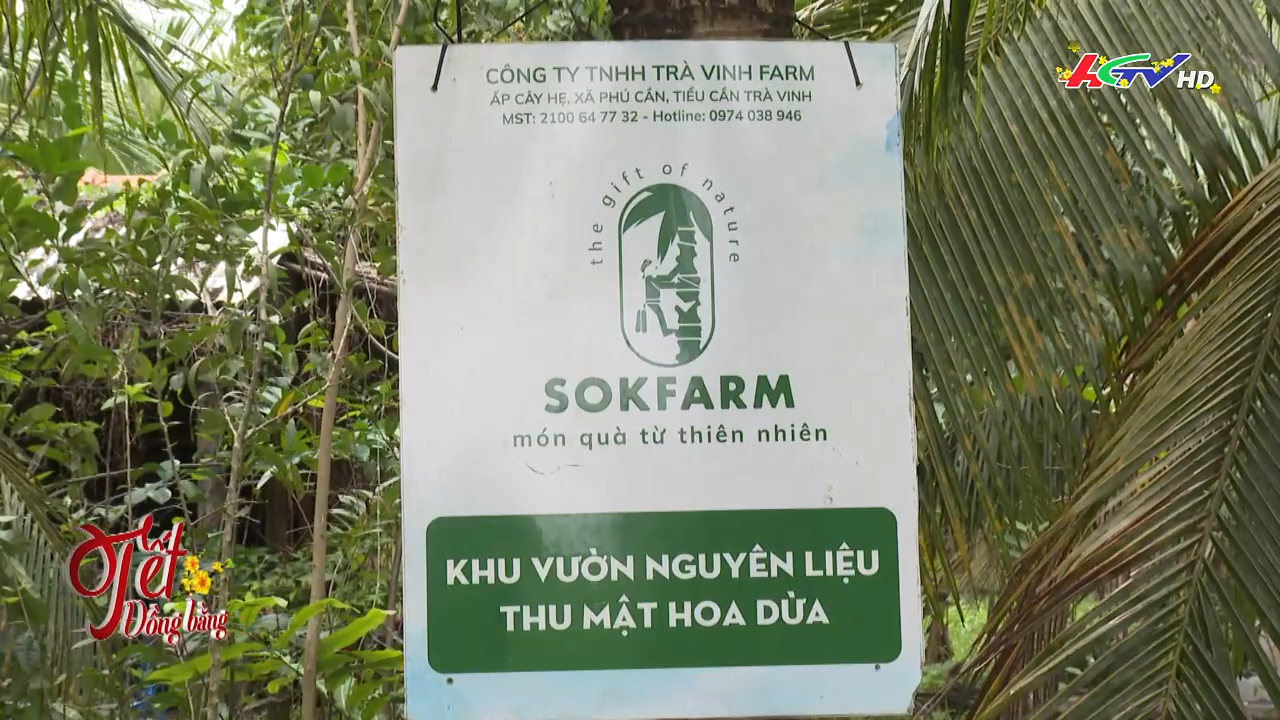 CÔNG TY TNHH TRÀ VINH FARM
ẤP CÂY HẸ, XÃ PHÚ CẦN, TIỂU CẦN TRÀ VINH
MST: 2100 64 77 32 - Hotline: 0974 038 946
HGTV HD
the gift of nature
SOKFARM
món quà từ thiên nhiên
KHU VƯỜN NGUYÊN LIỆU
THU MẬT HOA DỪA
Tết
Đồng bằng